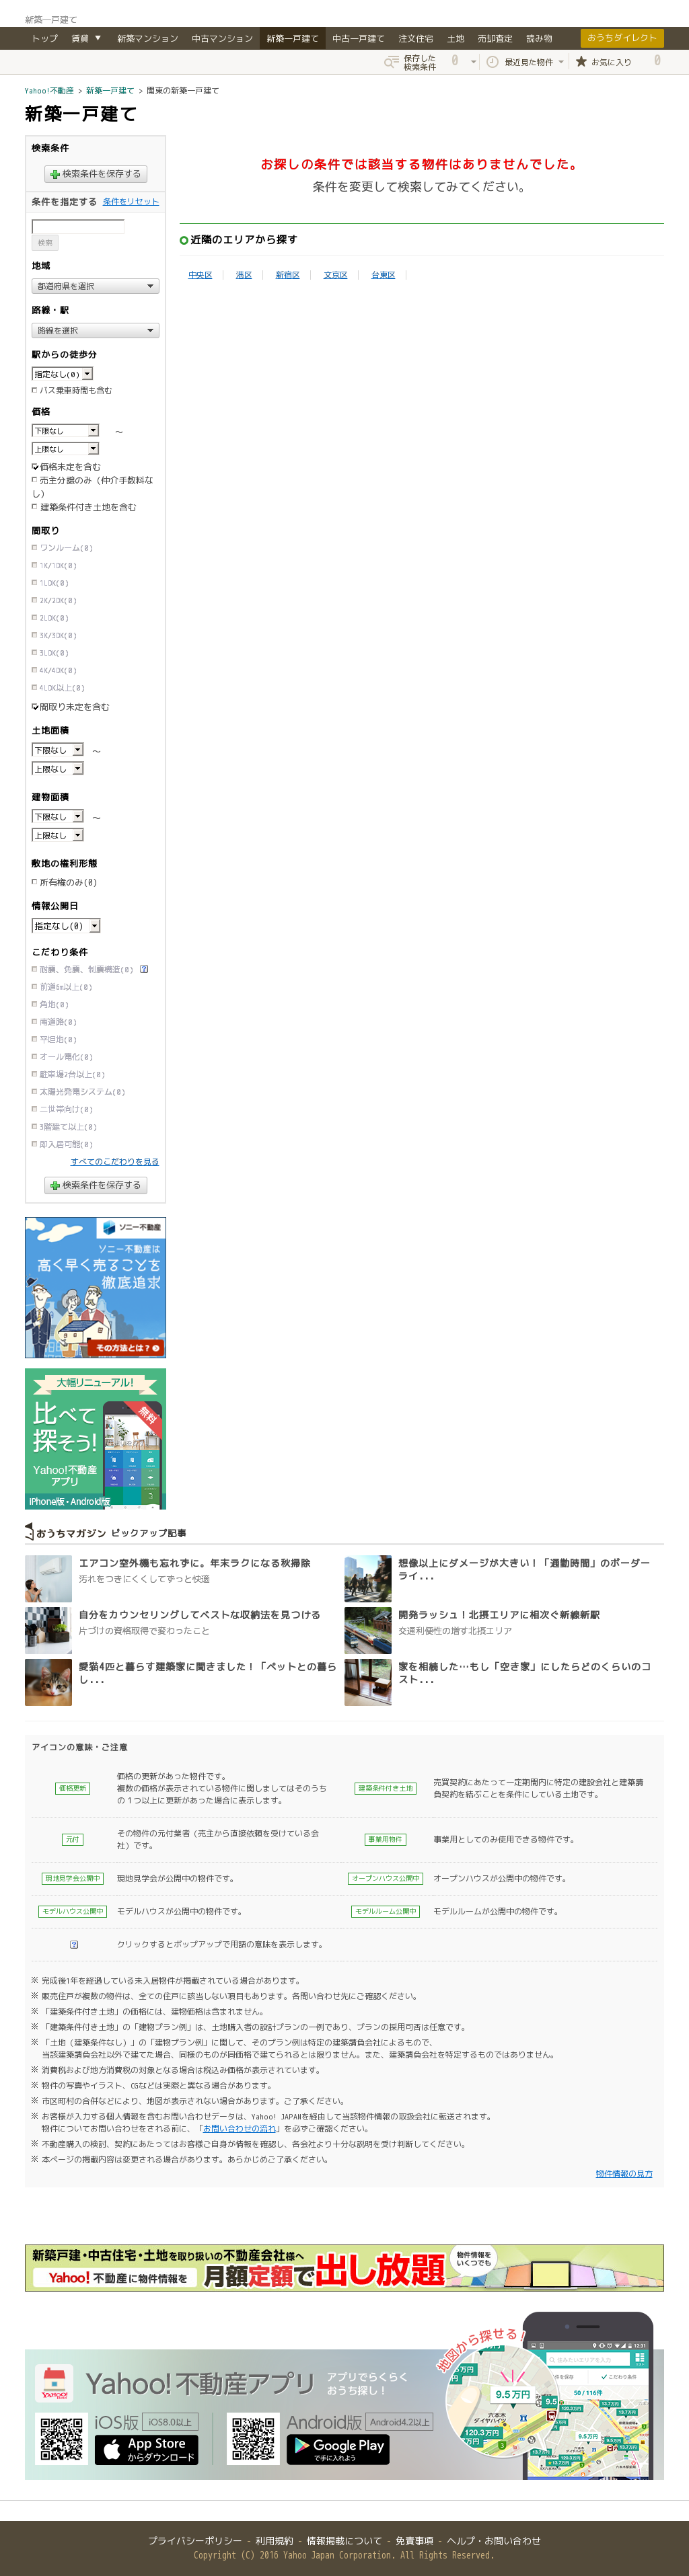 新築一戸建て
トップ 賃貸 ▼ 新築マンション 中古マンション 新築一戸建て 中古一戸建て 注文住宅 土地 売却査定 読み物 おうちダイレクト
保存した
検索条件 0 最近見た物件 お気に入り 0
Yahoo!不動産 > 新築一戸建て > 関東の新築一戸建て
新築一戸建て
検索条件
検索条件を保存する
条件を指定する 条件をリセット
検索
地域
都道府県を選択
路線・駅
路線を選択
駅からの徒歩分
指定なし(0)
バス乗車時間も含む
価格
下限なし ～
上限なし
価格未定を含む
売主分譲のみ（仲介手数料な
し）
建築条件付き土地を含む
間取り
ワンルーム(0)
1K/1DK(0)
1LDK(0)
2K/2DK(0)
2LDK(0)
3K/3DK(0)
3LDK(0)
4K/4DK(0)
4LDK以上(0)
間取り未定を含む
土地面積
下限なし ～
上限なし
建物面積
下限なし ～
上限なし
敷地の権利形態
所有権のみ(0)
情報公開日
指定なし(0)
こだわり条件
耐震、免震、制震構造(0) ?
前道6m以上(0)
角地(0)
南道路(0)
平坦地(0)
オール電化(0)
駐車場2台以上(0)
太陽光発電システム(0)
二世帯向け(0)
3階建て以上(0)
即入居可能(0)
すべてのこだわりを見る
検索条件を保存する
お探しの条件では該当する物件はありませんでした。
条件を変更して検索してみてください。
近隣のエリアから探す
中央区 港区 新宿区 文京区 台東区
ソニー不動産
ソニー不動産は
高く早く売ることを
徹底追求
その方法とは？
大幅リニューアル!
比べて
探そう!
無料
Yahoo!不動産
アプリ
iPhone版・Android版
おうちマガジン ピックアップ記事
エアコン室外機も忘れずに。年末ラクになる秋掃除
汚れをつきにくくしてずっと快適
想像以上にダメージが大きい！「通勤時間」のボーダー
ライ...
自分をカウンセリングしてベストな収納法を見つける
片づけの資格取得で変わったこと
開発ラッシュ！北摂エリアに相次ぐ新線新駅
交通利便性の増す北摂エリア
愛猫4匹と暮らす建築家に聞きました！「ペットとの暮ら
し...
家を相続した…もし「空き家」にしたらどのくらいのコ
スト...
アイコンの意味・ご注意
価格更新
価格の更新があった物件です。
複数の価格が表示されている物件に関しましてはそのうち
の１つ以上に更新があった場合に表示します。
建築条件付き土地
売買契約にあたって一定期間内に特定の建設会社と建築請
負契約を結ぶことを条件にしている土地です。
元付
その物件の元付業者（売主から直接依頼を受けている会
社）です。
事業用物件
事業用としてのみ使用できる物件です。
現地見学会公開中
現地見学会が公開中の物件です。
オープンハウス公開中
オープンハウスが公開中の物件です。
モデルハウス公開中
モデルハウスが公開中の物件です。
モデルルーム公開中
モデルルームが公開中の物件です。
?
クリックするとポップアップで用語の意味を表示します。
※ 完成後1年を経過している未入居物件が掲載されている場合があります。
※ 販売住戸が複数の物件は、全ての住戸に該当しない項目もあります。各問い合わせ先にご確認ください。
※ 「建築条件付き土地」の価格には、建物価格は含まれません。
※ 「建築条件付き土地」の「建物プラン例」は、土地購入者の設計プランの一例であり、プランの採用可否は任意です。
※ 「土地（建築条件なし）」の「建物プラン例」に関して、そのプラン例は特定の建築請負会社によるもので、
当該建築請負会社以外で建てた場合、同様のものが同価格で建てられるとは限りません。また、建築請負会社を特定するものではありません。
※ 消費税および地方消費税の対象となる場合は税込み価格が表示されています。
※ 物件の写真やイラスト、CGなどは実際と異なる場合があります。
※ 市区町村の合併などにより、地図が表示されない場合があります。ご了承ください。
※ お客様が入力する個人情報を含むお問い合わせデータは、Yahoo! JAPANを経由して当該物件情報の取扱会社に転送されます。
物件についてお問い合わせをされる前に、「お問い合わせの流れ」を必ずご確認ください。
※ 不動産購入の検討、契約にあたってはお客様ご自身が情報を確認し、各会社より十分な説明を受け判断してください。
※ 本ページの掲載内容は変更される場合があります。あらかじめご了承ください。
物件情報の見方
新築戸建・中古住宅・土地を取り扱いの不動産会社様へ
Yahoo!不動産に物件情報を
月額定額で出し放題
物件情報を
いくつでも
Yahoo!不動産アプリ
アプリでらくらく
おうち探し！
iOS版 iOS8.0以上
App Store
からダウンロード
Android版 Android4.2以上
Google Play
で手に入れよう
地図から探せる！
12:31
住みたいエリアを入力
こだわり条件
50 / 116件
9.5万円
六本木
ダイヤハイツ
120.3万円
六本木
プライバシーポリシー - 利用規約 - 情報掲載について - 免責事項 - ヘルプ・お問い合わせ
Copyright (C) 2016 Yahoo Japan Corporation. All Rights Reserved.